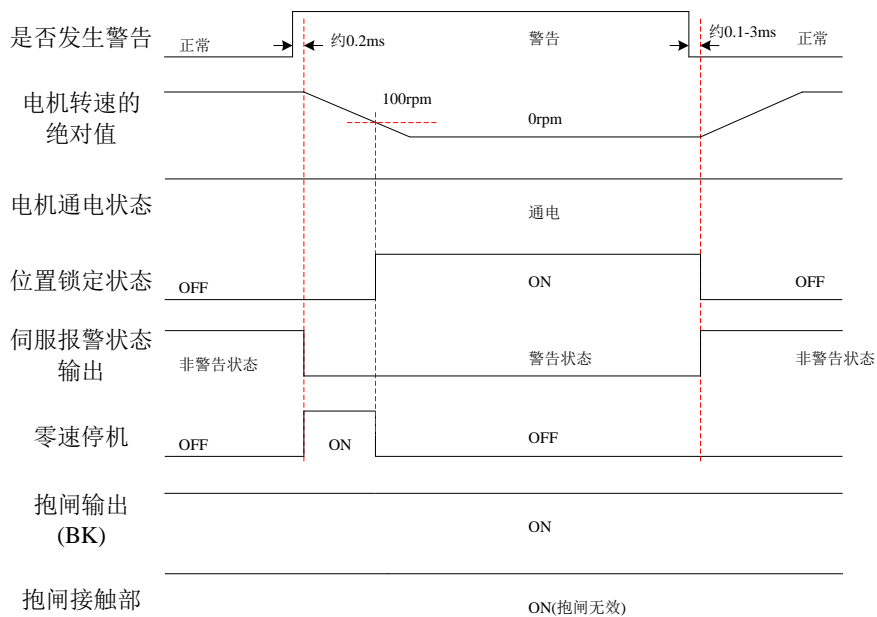 是否发生警告
正常
约0.2ms
警告
约0.1-3ms
正常
电机转速的
绝对值
100rpm
0rpm
电机通电状态
通电
位置锁定状态
OFF
ON
OFF
伺服报警状态
输出
非警告状态
警告状态
非警告状态
零速停机
OFF
ON
OFF
抱闸输出
(BK)
ON
抱闸接触部
ON(抱闸无效)